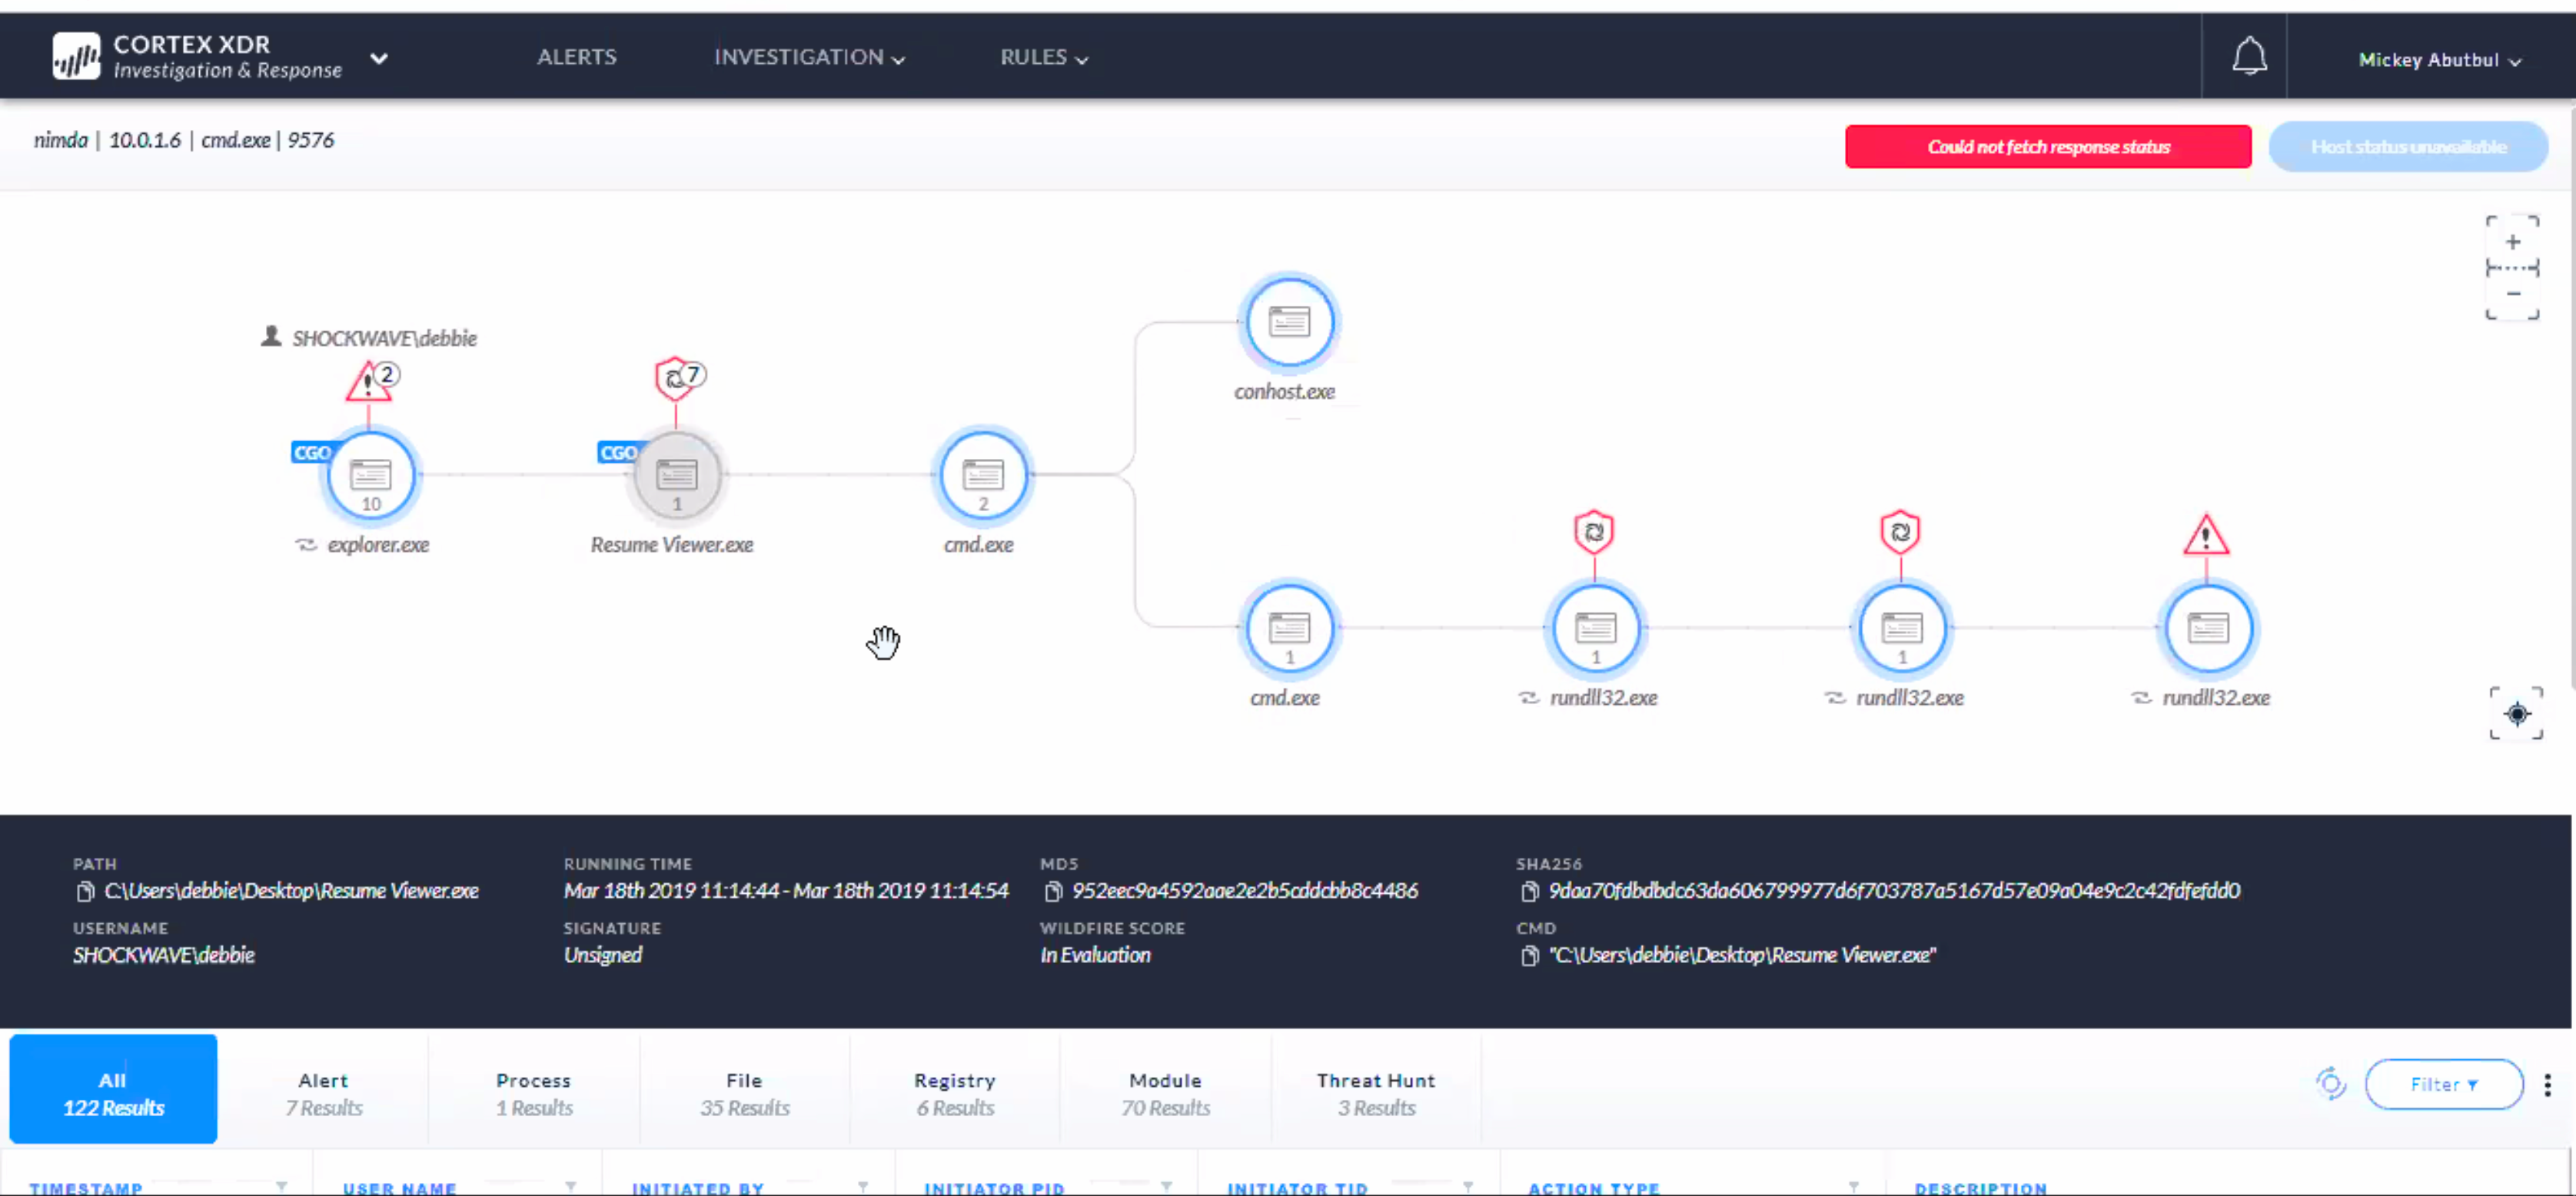 CORTEX XDR
Investigation & Response
ALERTS
INVESTIGATION
RULES
Mickey Abutbul
nimda | 10.0.1.6 | cmd.exe | 9576
Could not fetch response status
Host status unavailable
SHOCKWAVE\debbie
2
7
CGO
CGO
10
1
2
explorer.exe
Resume Viewer.exe
cmd.exe
conhost.exe
1
1
1
cmd.exe
rundll32.exe
rundll32.exe
rundll32.exe
PATH
C:\Users\debbie\Desktop\Resume Viewer.exe
RUNNING TIME
Mar 18th 2019 11:14:44 - Mar 18th 2019 11:14:54
MD5
952eec9a4592aae2e2b5cddcbb8c4486
SHA256
9daa70fdbdbdc63da606799977d6f703787a5167d57e09a04e9c2c42fdfefdd0
USERNAME
SHOCKWAVE\debbie
SIGNATURE
Unsigned
WILDFIRE SCORE
In Evaluation
CMD
"C:\Users\debbie\Desktop\Resume Viewer.exe"
All
122 Results
Alert
7 Results
Process
1 Results
File
35 Results
Registry
6 Results
Module
70 Results
Threat Hunt
3 Results
Filter
TIMESTAMP
USER NAME
INITIATED BY
INITIATOR PID
INITIATOR TID
ACTION TYPE
DESCRIPTION